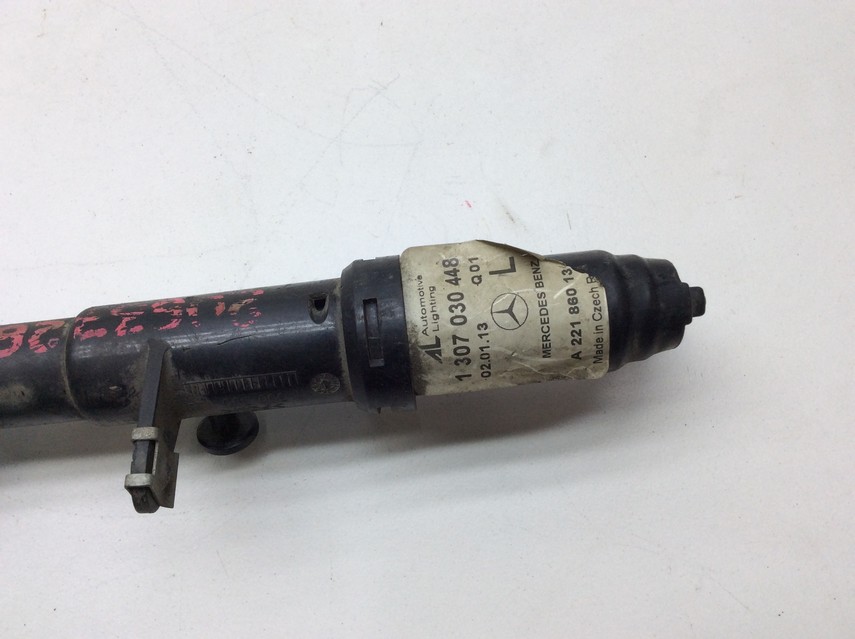 AL Automotive
Lighting
1 307 030 448
02.01.13 Q01
L
MERCEDES BENZ
A 221 860 13
Made in Czech